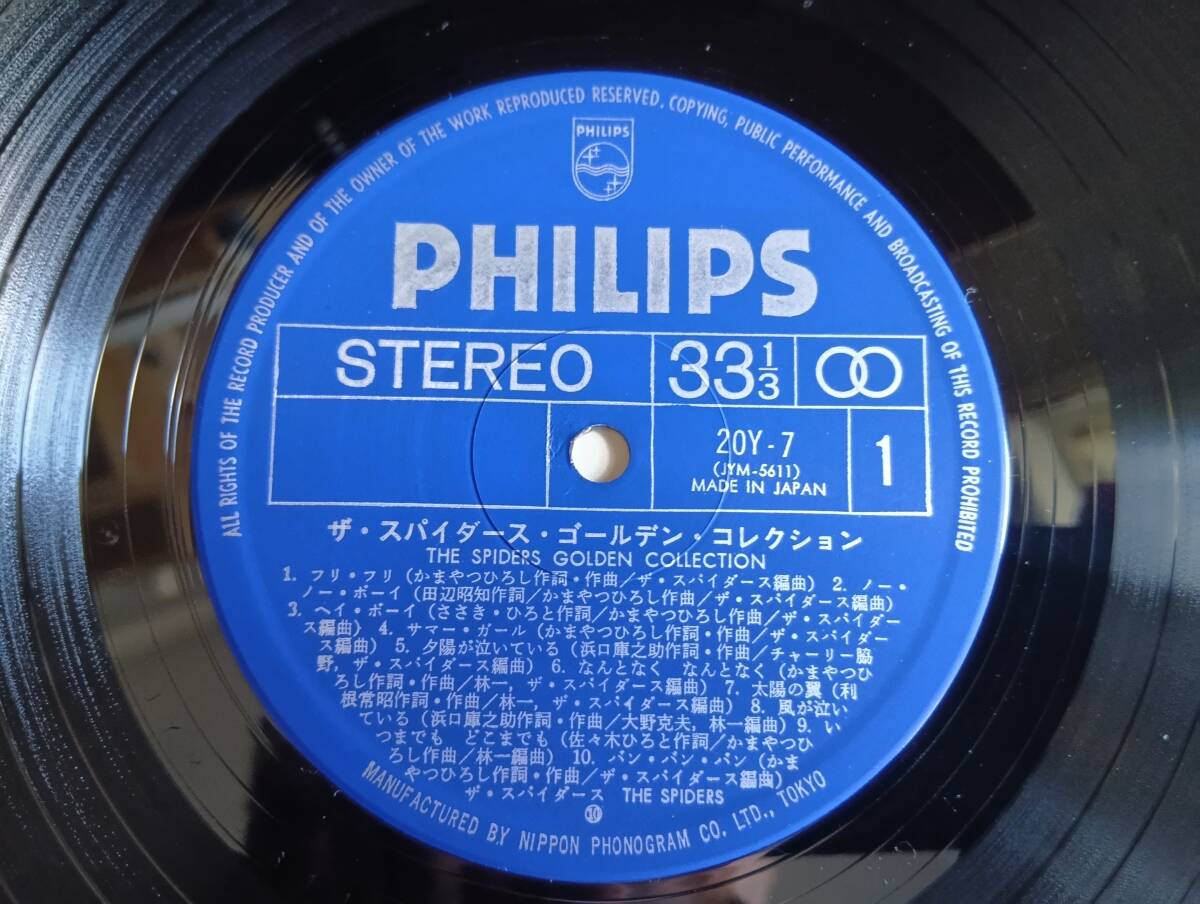 ALL RIGHTS OF THE RECORD PRODUCER AND OF THE OWNER OF THE WORK REPRODUCED RESERVED. COPYING, PUBLIC PERFORMANCE AND BROADCASTING OF THIS RECORD PROHIBITED
PHILIPS
PHILIPS
STEREO
33 1/3
20Y-7
(JYM-5611)
MADE IN JAPAN
1
ザ・スパイダース・ゴールデン・コレクション
THE SPIDERS GOLDEN COLLECTION
1. フリ・フリ(かまやつひろし作詞・作曲/ザ・スパイダース編曲) 2. ノー・
ノー・ボーイ(田辺昭知作詞/かまやつひろし作曲/ザ・スパイダース編曲)
3. ヘイ・ボーイ(ささき・ひろと作詞/かまやつひろし作曲/ザ・スパイダー
ス編曲) 4. サマー・ガール(かまやつひろし作詞・作曲/ザ・スパイダー
ス編曲) 5. 夕陽が泣いている(浜口庫之助作詞・作曲/チャーリー脇
野, ザ・スパイダース編曲) 6. なんとなく なんとなく(かまやつひ
ろし作詞・作曲/林一, ザ・スパイダース編曲) 7. 太陽の翼(利
根常昭作詞・作曲/林一, ザ・スパイダース編曲) 8. 風が泣い
ている(浜口庫之助作詞・作曲/大野克夫, 林一編曲) 9. い
つまでも どこまでも(佐々木ひろと作詞/かまやつひ
ろし作曲/林一編曲) 10. バン・バン・バン(かま
やつひろし作詞・作曲/ザ・スパイダース編曲)
ザ・スパイダース THE SPIDERS
10
MANUFACTURED BY NIPPON PHONOGRAM CO. LTD., TOKYO